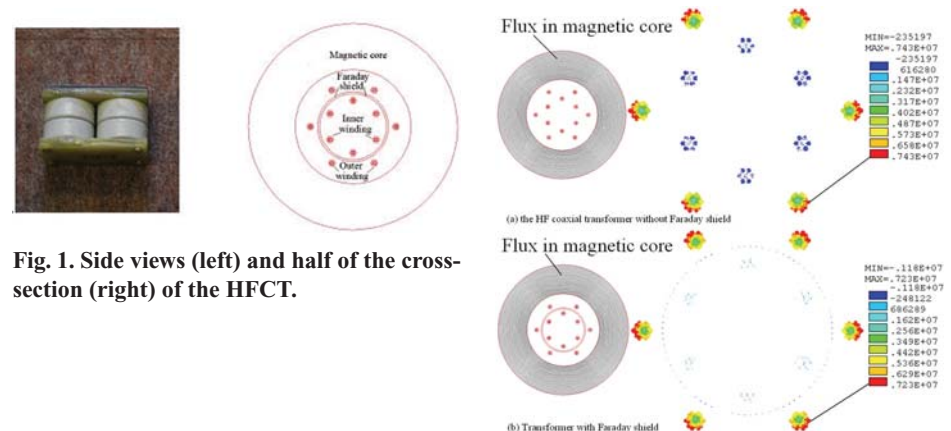 Magnetic core
Faraday
shield
Inner
winding
Outer
winding
Fig. 1. Side views (left) and half of the cross-
section (right) of the HFCT.
Flux in magnetic core
MIN=-235197
MAX=.743E+07
-235197
616280
.147E+07
.232E+07
.317E+07
.402E+07
.487E+07
.573E+07
.658E+07
.743E+07
(a) the HF coaxial transformer without Faraday shield
Flux in magnetic core
MIN=-.118E+07
MAX=.723E+07
-.118E+07
-248122
686289
.162E+07
.256E+07
.349E+07
.442E+07
.536E+07
.629E+07
.723E+07
(b) Transformer with Faraday shield